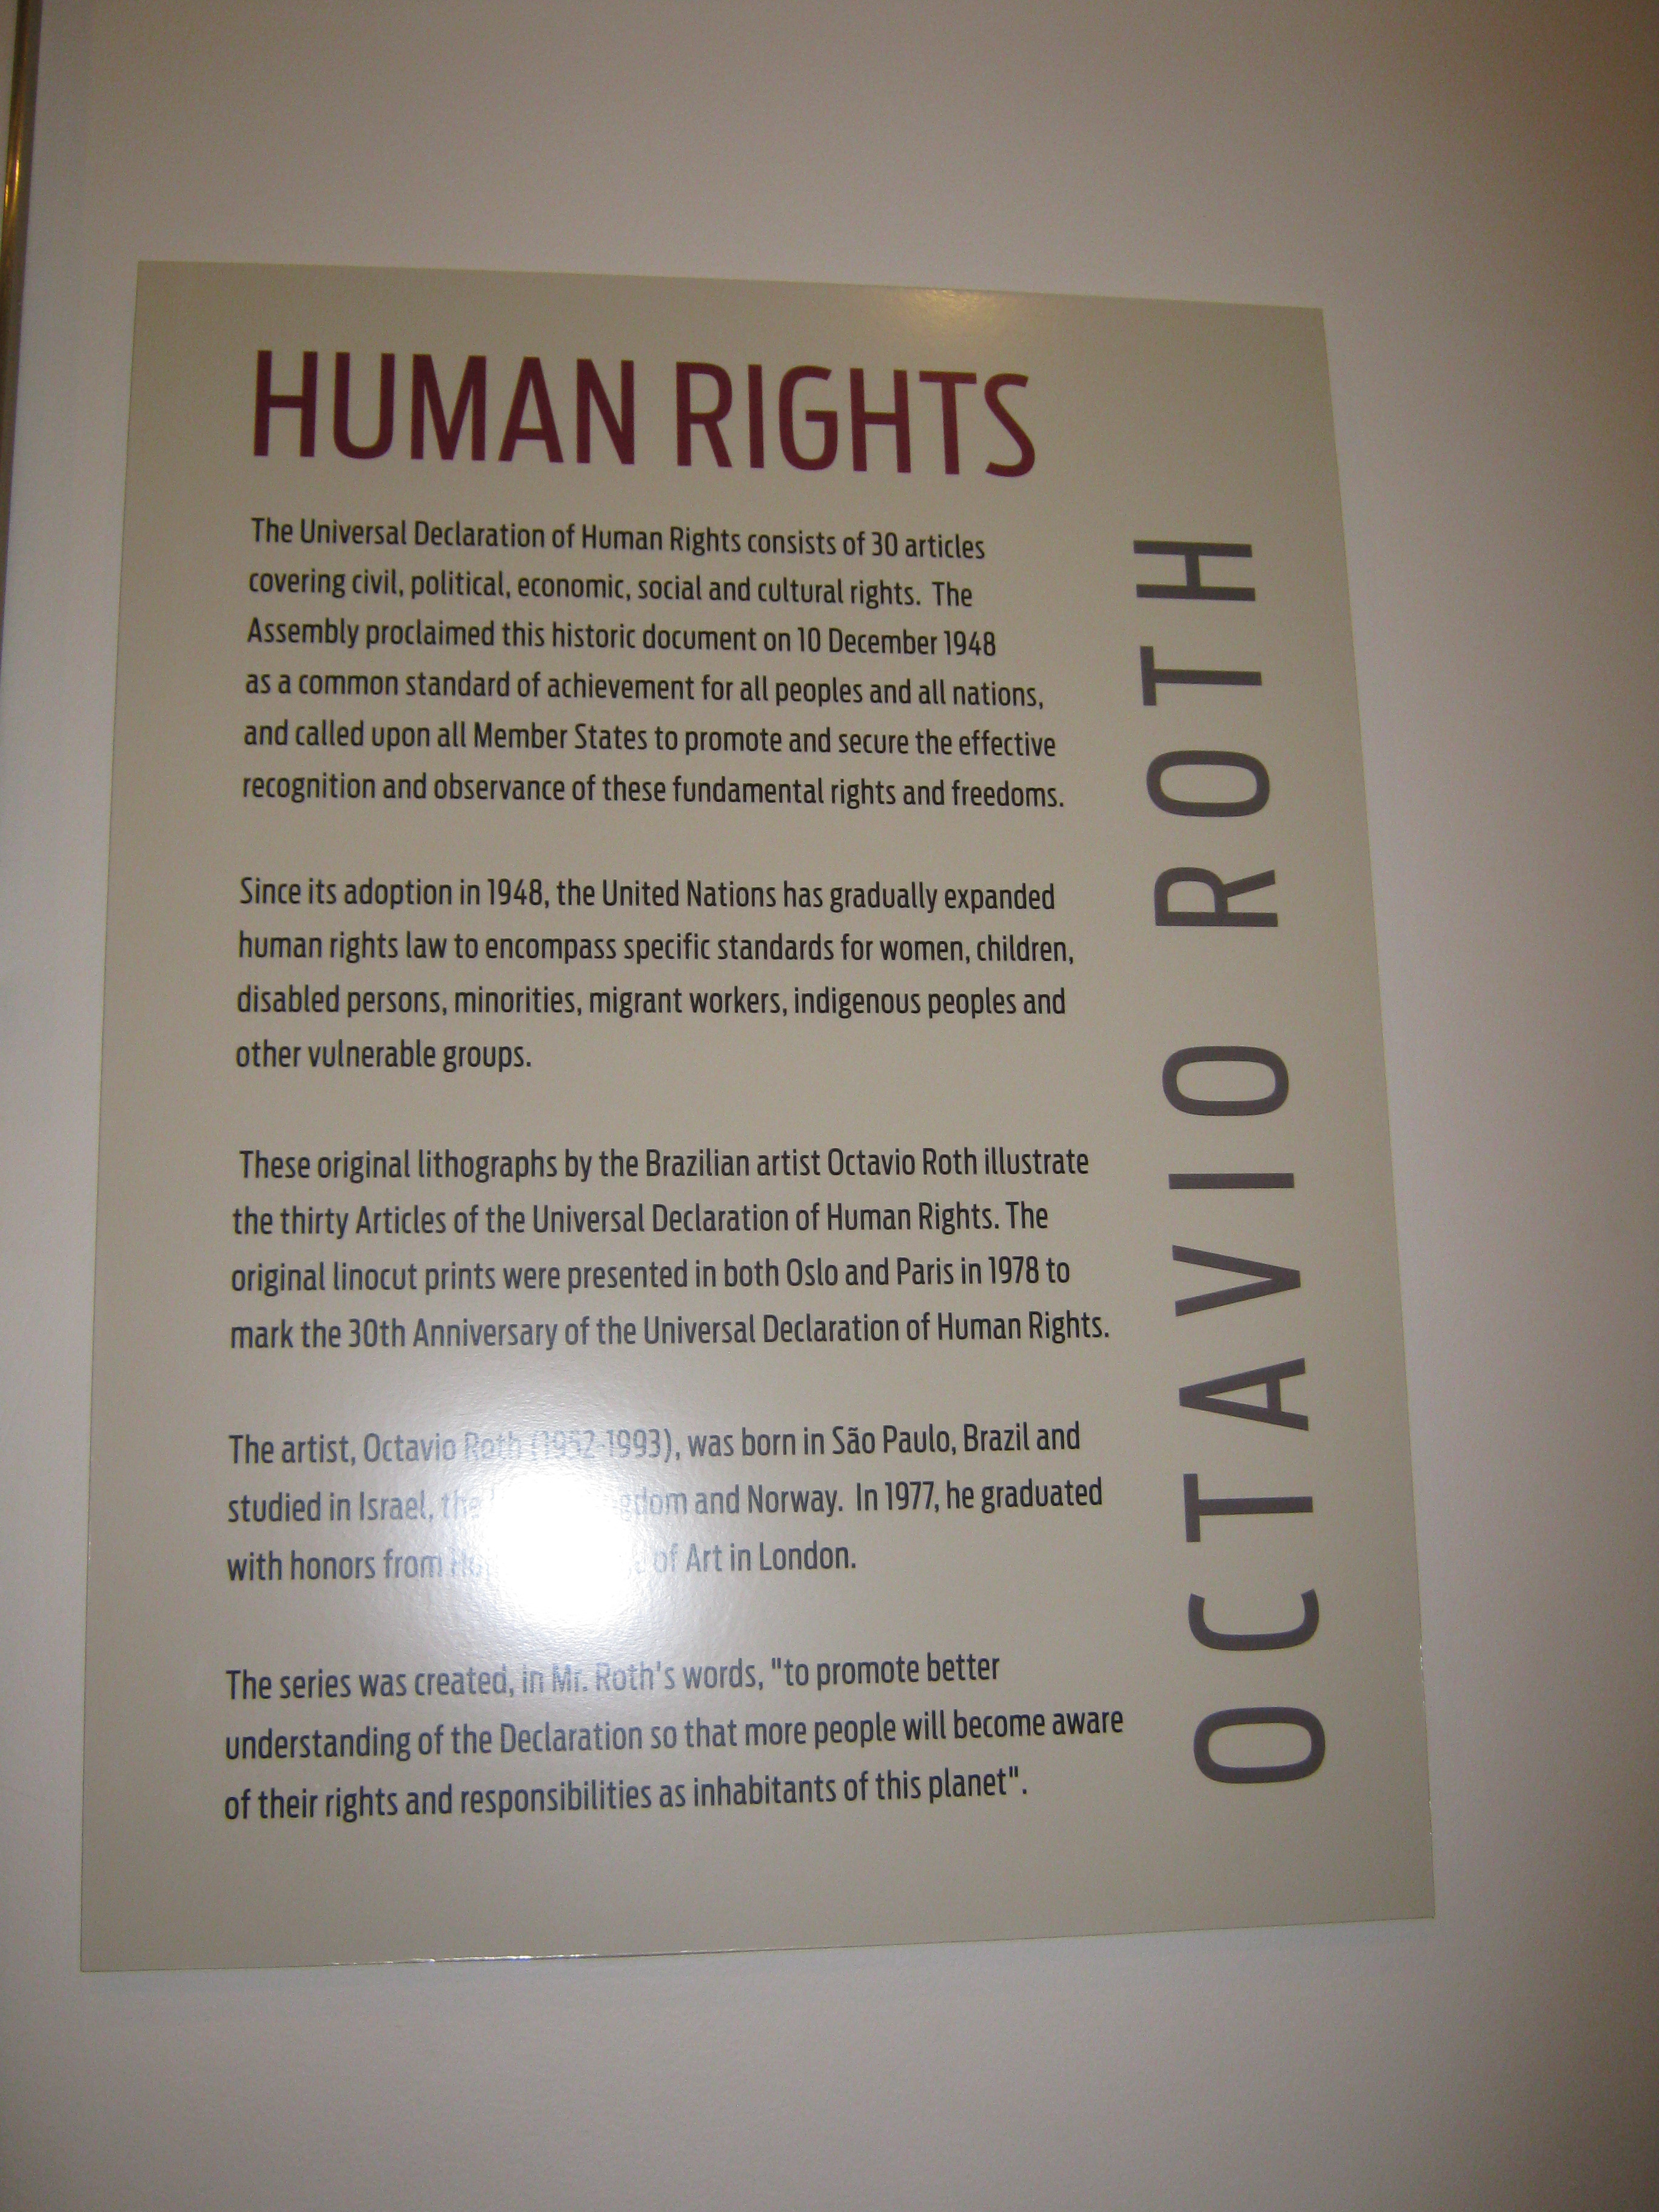 HUMAN RIGHTS
The Universal Declaration of Human Rights consists of 30 articles
covering civil, political, economic, social and cultural rights. The
Assembly proclaimed this historic document on 10 December 1948
as a common standard of achievement for all peoples and all nations,
and called upon all Member States to promote and secure the effective
recognition and observance of these fundamental rights and freedoms.
Since its adoption in 1948, the United Nations has gradually expanded
human rights law to encompass specific standards for women, children,
disabled persons, minorities, migrant workers, indigenous peoples and
other vulnerable groups.
These original lithographs by the Brazilian artist Octavio Roth illustrate
the thirty Articles of the Universal Declaration of Human Rights. The
original linocut prints were presented in both Oslo and Paris in 1978 to
mark the 30th Anniversary of the Universal Declaration of Human Rights.
The artist, Octavio Roth (1952-1993), was born in São Paulo, Brazil and
studied in Israel, the and Norway. In 1977, he graduated
with honors from of Art in London.
The series was created, in Mr. Roth's words, "to promote better
understanding of the Declaration so that more people will become aware
of their rights and responsibilities as inhabitants of this planet".
OCTAVIO ROTH